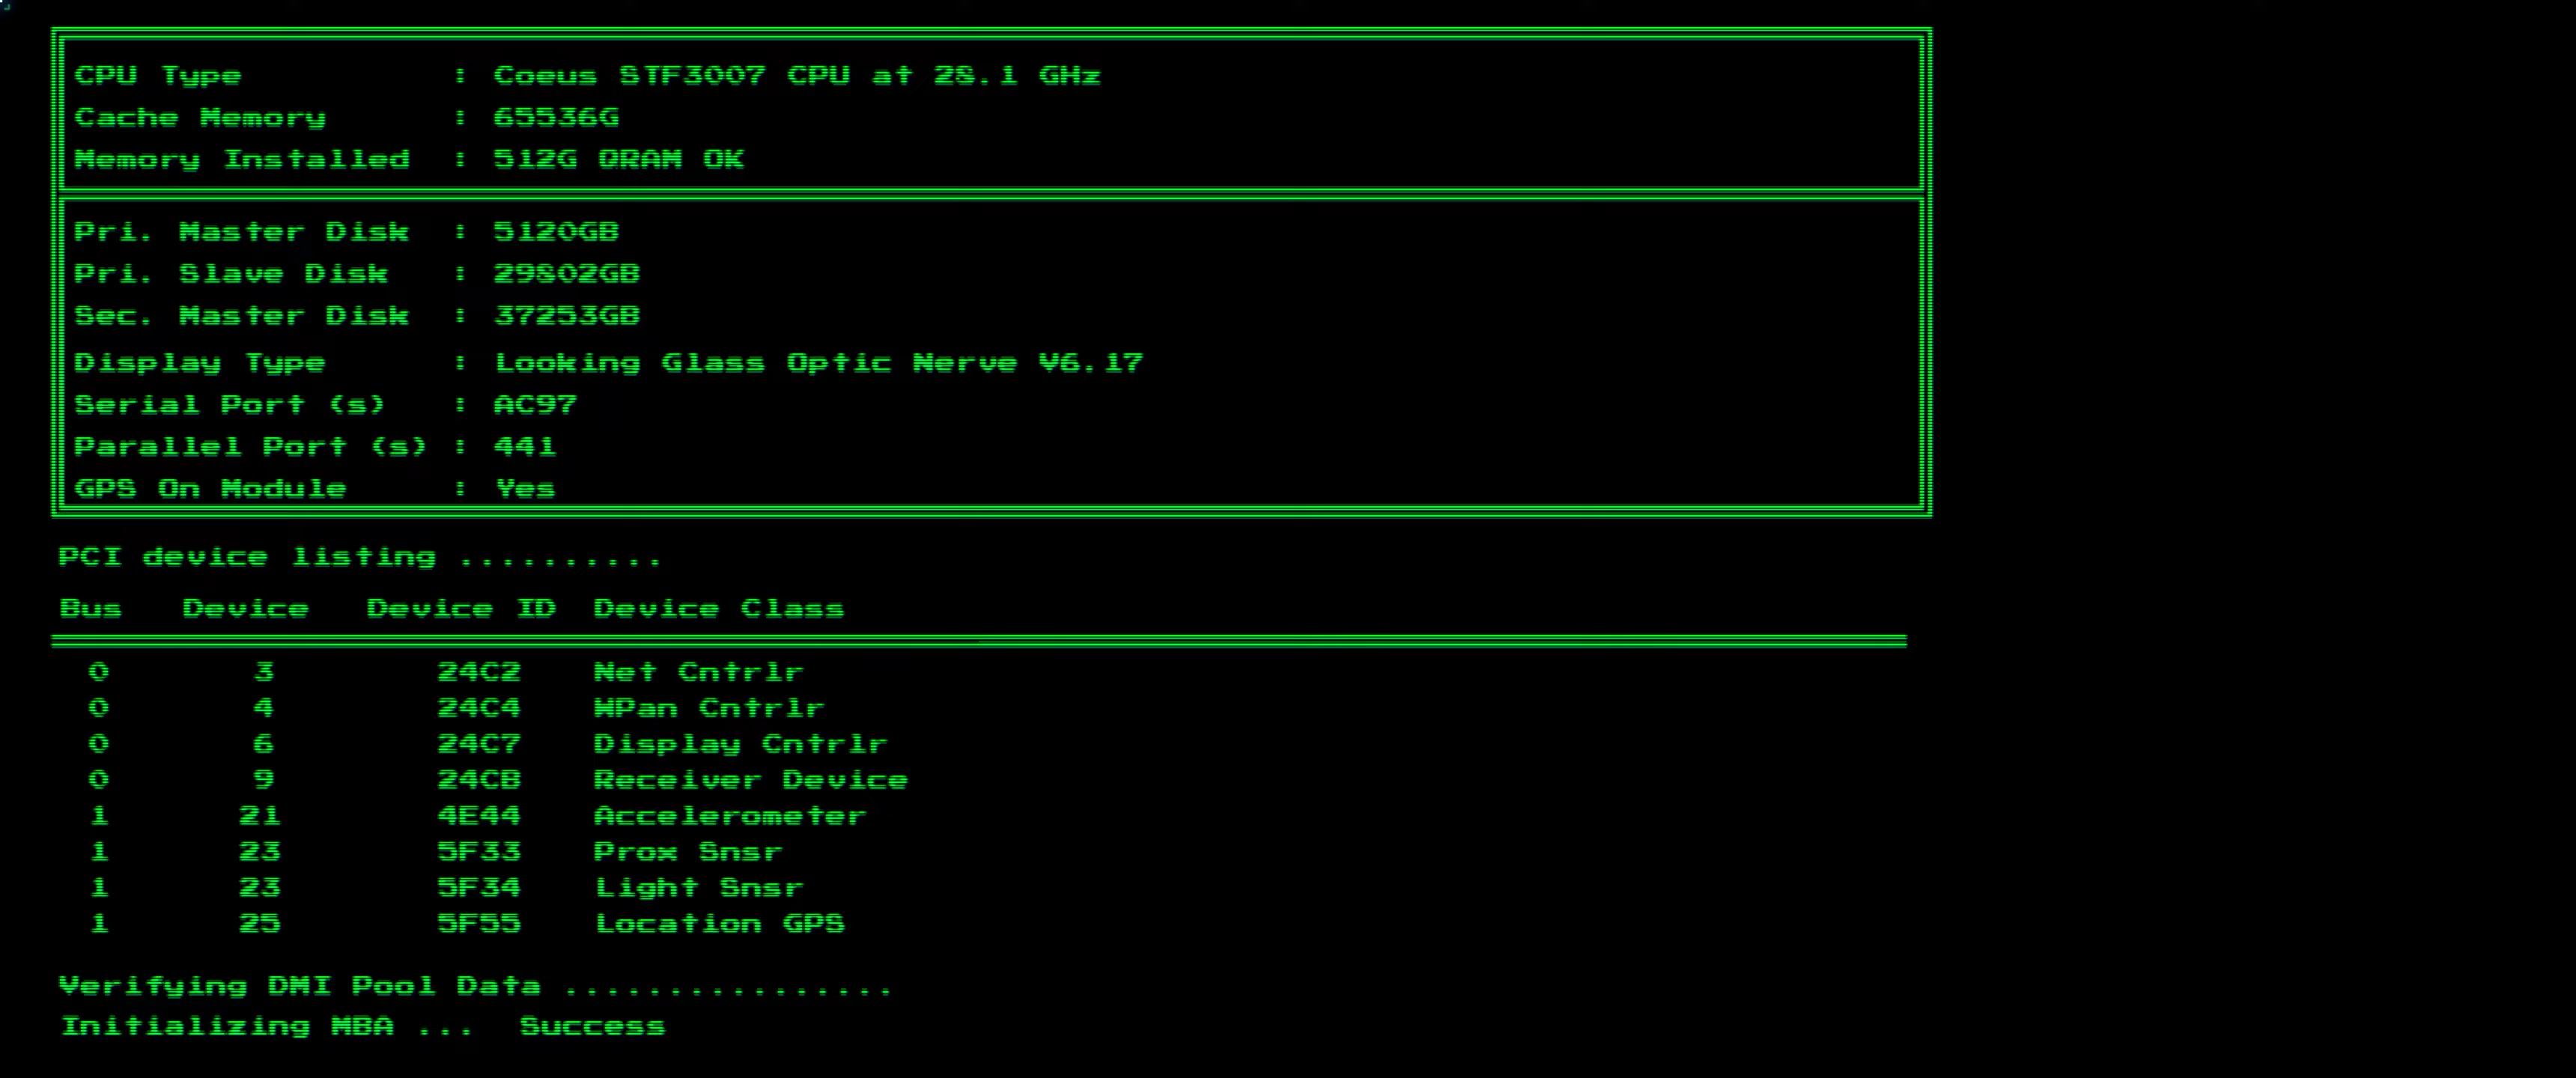 CPU Type : Coeus STF3007 CPU at 28.1 GHz
Cache Memory : 65536G
Memory Installed : 512G QRAM OK
Pri. Master Disk : 5120GB
Pri. Slave Disk : 29802GB
Sec. Master Disk : 37253GB
Display Type : Looking Glass Optic Nerve V6.17
Serial Port (s) : AC97
Parallel Port (s) : 441
GPS On Module : Yes
PCI device listing ..........
Bus Device Device ID Device Class
0 3 24C2 Net Cntrlr
0 4 24C4 WPan Cntrlr
0 6 24C7 Display Cntrlr
0 9 24CB Receiver Device
1 21 4E44 Accelerometer
1 23 5F33 Prox Snsr
1 23 5F34 Light Snsr
1 25 5F55 Location GPS
Verifying DMI Pool Data ................
Initializing MBA ... Success